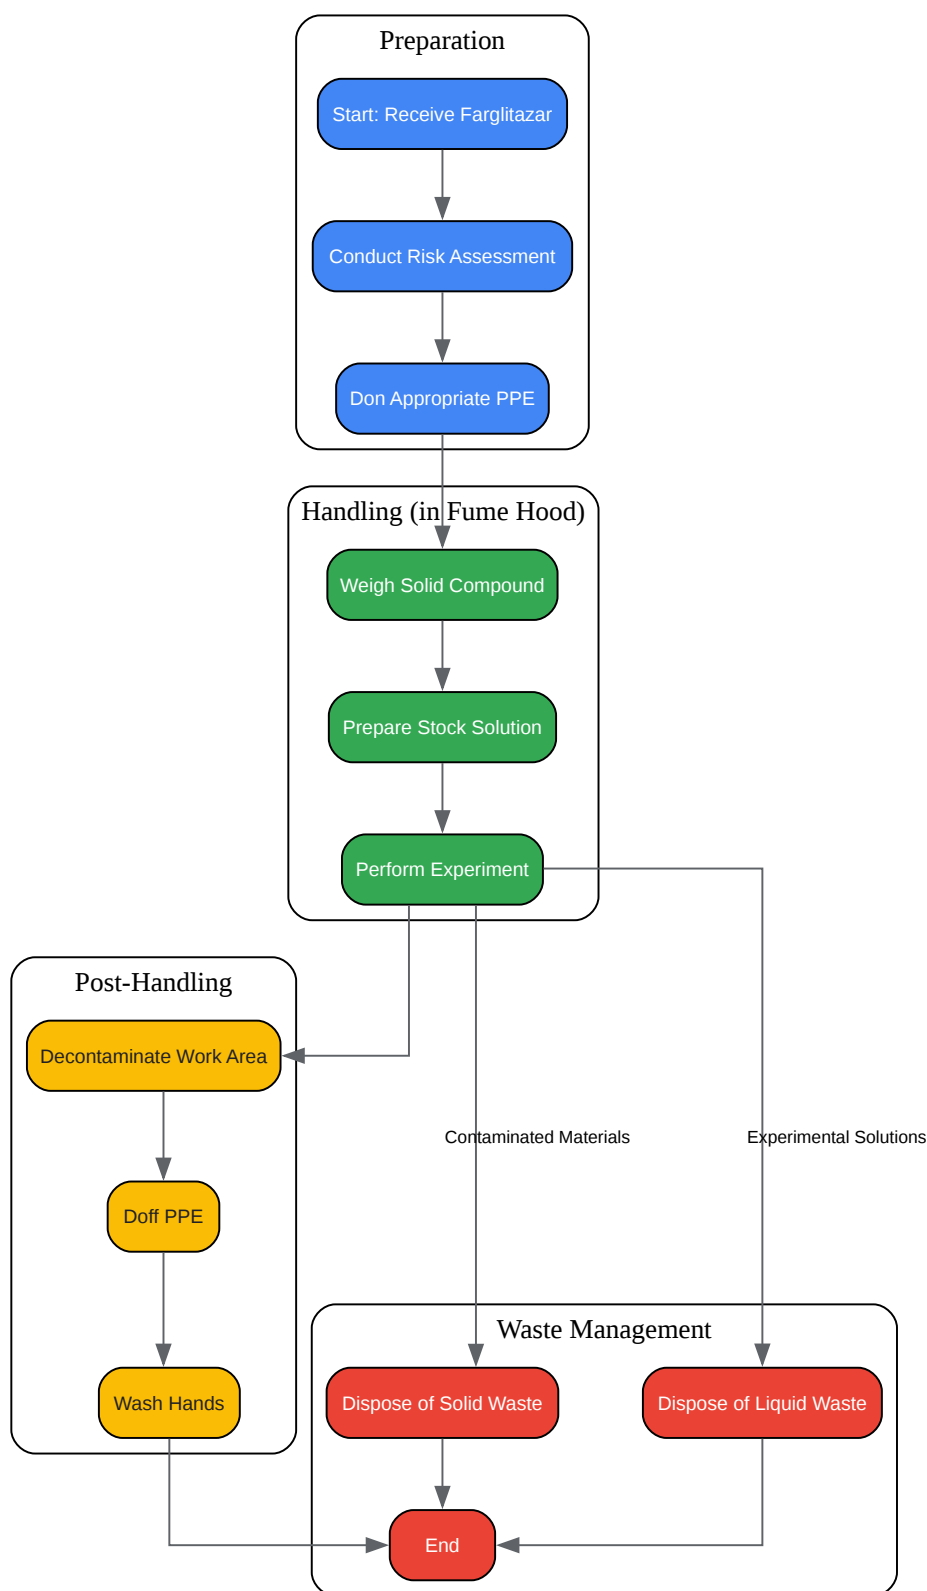 Preparation
Start: Receive Farglitazar
Conduct Risk Assessment
Don Appropriate PPE
Handling (in Fume Hood)
Weigh Solid Compound
Prepare Stock Solution
Perform Experiment
Post-Handling
Decontaminate Work Area
Contaminated Materials
Experimental Solutions
Doff PPE
Waste Management
Wash Hands
Dispose of Solid Waste
Dispose of Liquid Waste
End